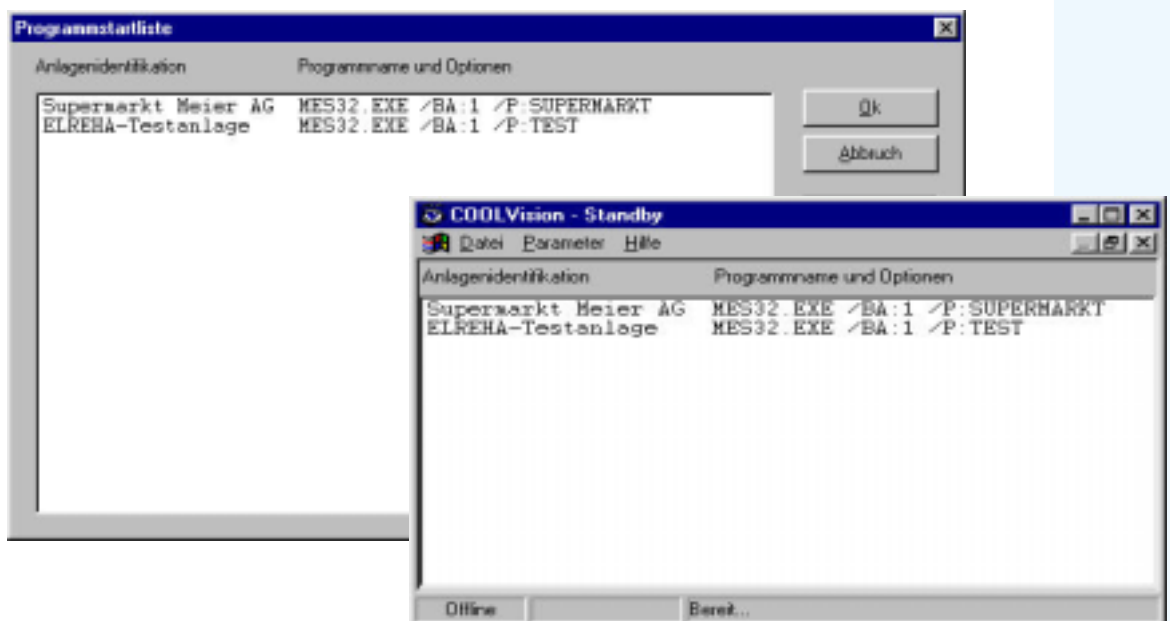 Programmstartliste
Anlagenidentifikation Programmname und Optionen
Supermarkt Meier AG MES32.EXE /BA:1 /P:SUPERMARKT
ELREHA-Testanlage MES32.EXE /BA:1 /P:TEST
Ok
Abbruch
COOLVision - Standby
Datei Parameter Hilfe
Anlagenidentifikation Programmname und Optionen
Supermarkt Meier AG MES32.EXE /BA:1 /P:SUPERMARKT
ELREHA-Testanlage MES32.EXE /BA:1 /P:TEST
Offline Bereit...